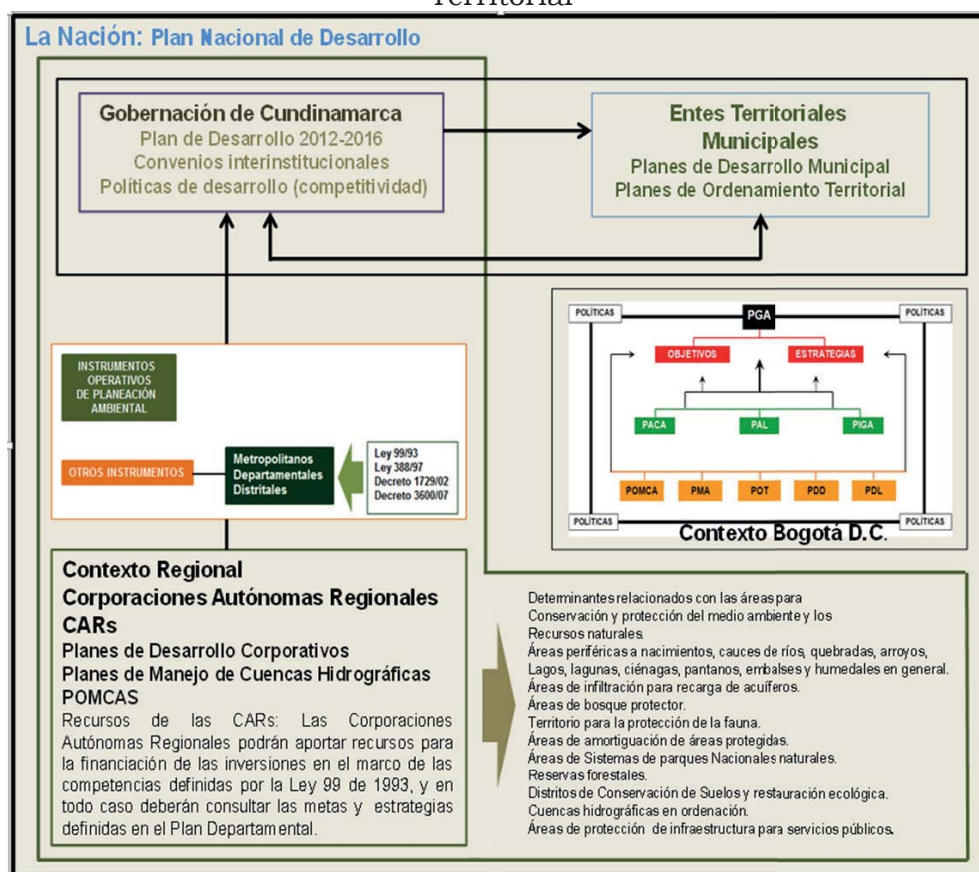 Territorial
La Nación: Plan Nacional de Desarrollo
Gobernación de Cundinamarca
Plan de Desarrollo 2012-2016
Convenios interinstitucionales
Políticas de desarrollo (competitividad)
Entes Territoriales
Municipales
Planes de Desarrollo Municipal
Planes de Ordenamiento Territorial
POLÍTICAS
PGA
POLÍTICAS
OBJETIVOS
ESTRATEGIAS
PACA
PAL
PIGA
POMCA
PMA
POT
PDD
PDL
POLÍTICAS
POLÍTICAS
Contexto Bogotá D.C.
INSTRUMENTOS
OPERATIVOS
DE PLANEACIÓN
AMBIENTAL
OTROS INSTRUMENTOS
Metropolitanos
Departamentales
Distritales
Ley 99/93
Ley 388/97
Decreto 1729/02
Decreto 3600/07
Contexto Regional
Corporaciones Autónomas Regionales
CARs
Planes de Desarrollo Corporativos
Planes de Manejo de Cuencas Hidrográficas
POMCAS
Recursos de las CARs: Las Corporaciones
Autónomas Regionales podrán aportar recursos para
la financiación de las inversiones en el marco de las
competencias definidas por la Ley 99 de 1993, y en
todo caso deberán consultar las metas y estrategias
definidas en el Plan Departamental.
Determinantes relacionados con las áreas para
Conservación y protección del medio ambiente y los
Recursos naturales.
Áreas periféricas a nacimientos, cauces de ríos, quebradas, arroyos,
Lagos, lagunas, ciénagas, pantanos, embalses y humedales en general.
Áreas de infiltración para recarga de acuíferos.
Áreas de bosque protector.
Territorio para la protección de la fauna.
Áreas de amortiguación de áreas protegidas.
Áreas de Sistemas de parques Nacionales naturales.
Reservas forestales.
Distritos de Conservación de Suelos y restauración ecológica.
Cuencas hidrográficas en ordenación.
Áreas de protección de infraestructura para servicios públicos.